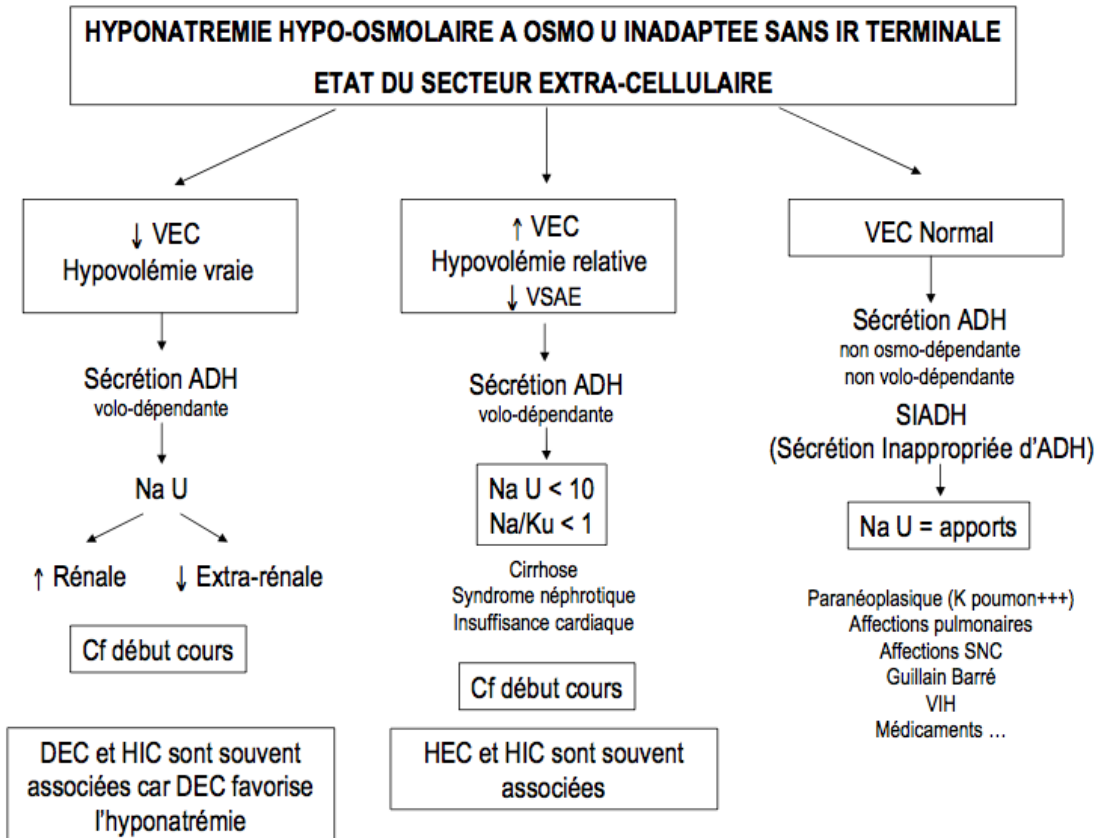 HYPONATREMIE HYPO-OSMOLAIRE A OSMO U INADAPTEE SANS IR TERMINALE
ETAT DU SECTEUR EXTRA-CELLULAIRE
↓ VEC
Hypovolémie vraie
Sécrétion ADH
volo-dépendante
Na U
↑ Rénale
↓ Extra-rénale
Cf début cours
DEC et HIC sont souvent
associées car DEC favorise
l'hyponatrémie
↑ VEC
Hypovolémie relative
↓ VSAE
Sécrétion ADH
volo-dépendante
Na U < 10
Na/Ku < 1
Cirrhose
Syndrome néphrotique
Insuffisance cardiaque
Cf début cours
HEC et HIC sont souvent
associées
VEC Normal
Sécrétion ADH
non osmo-dépendante
non volo-dépendante
SIADH
(Sécrétion Inappropriée d'ADH)
Na U = apports
Paranéoplasique (K poumon+++)
Affections pulmonaires
Affections SNC
Guillain Barré
VIH
Médicaments …